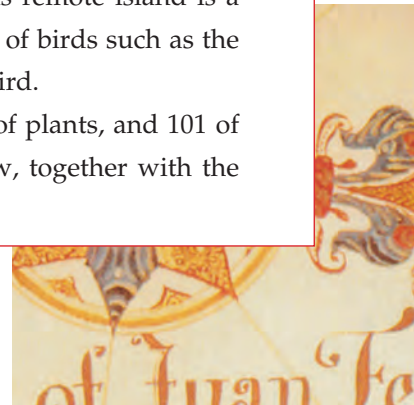 remote island is a
of birds such as the
ird.
of plants, and 101 of
w, together with the
of Juan Fe